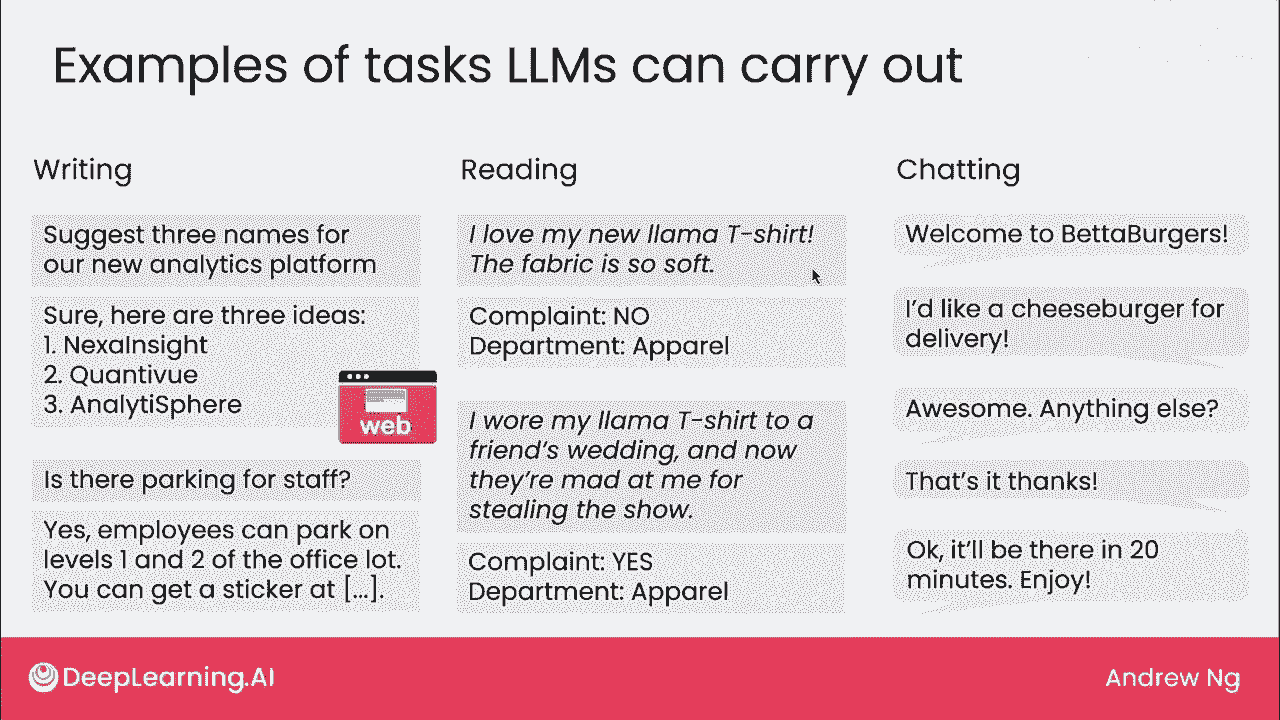 Examples of tasks LLMs can carry out
Writing
Suggest three names for
our new analytics platform
Sure, here are three ideas:
1. NexaInsight
2. Quantivue
3. AnalytiSphere
web
Is there parking for staff?
Yes, employees can park on
levels 1 and 2 of the office lot.
You can get a sticker at [...].
Reading
I love my new llama T-shirt!
The fabric is so soft.
Complaint: NO
Department: Apparel
I wore my llama T-shirt to a
friend's wedding, and now
they're mad at me for
stealing the show.
Complaint: YES
Department: Apparel
Chatting
Welcome to BettaBurgers!
I'd like a cheeseburger for
delivery!
Awesome. Anything else?
That's it thanks!
Ok, it'll be there in 20
minutes. Enjoy!
DeepLearning.AI
Andrew Ng